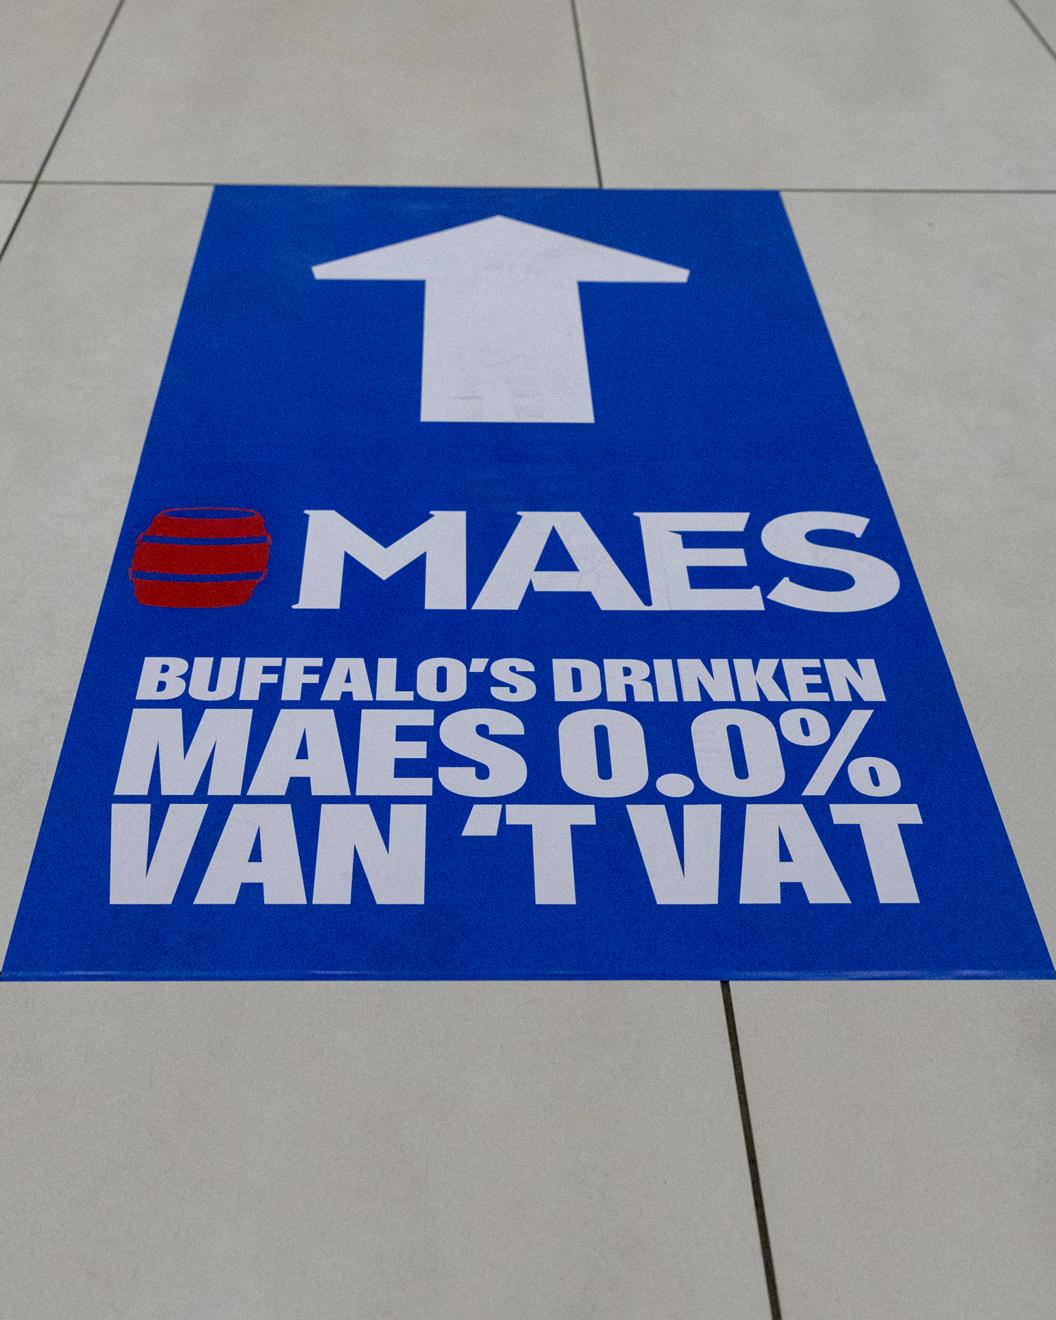 MAES
BUFFALO'S DRINKEN
MAES 0.0%
VAN 'T VAT